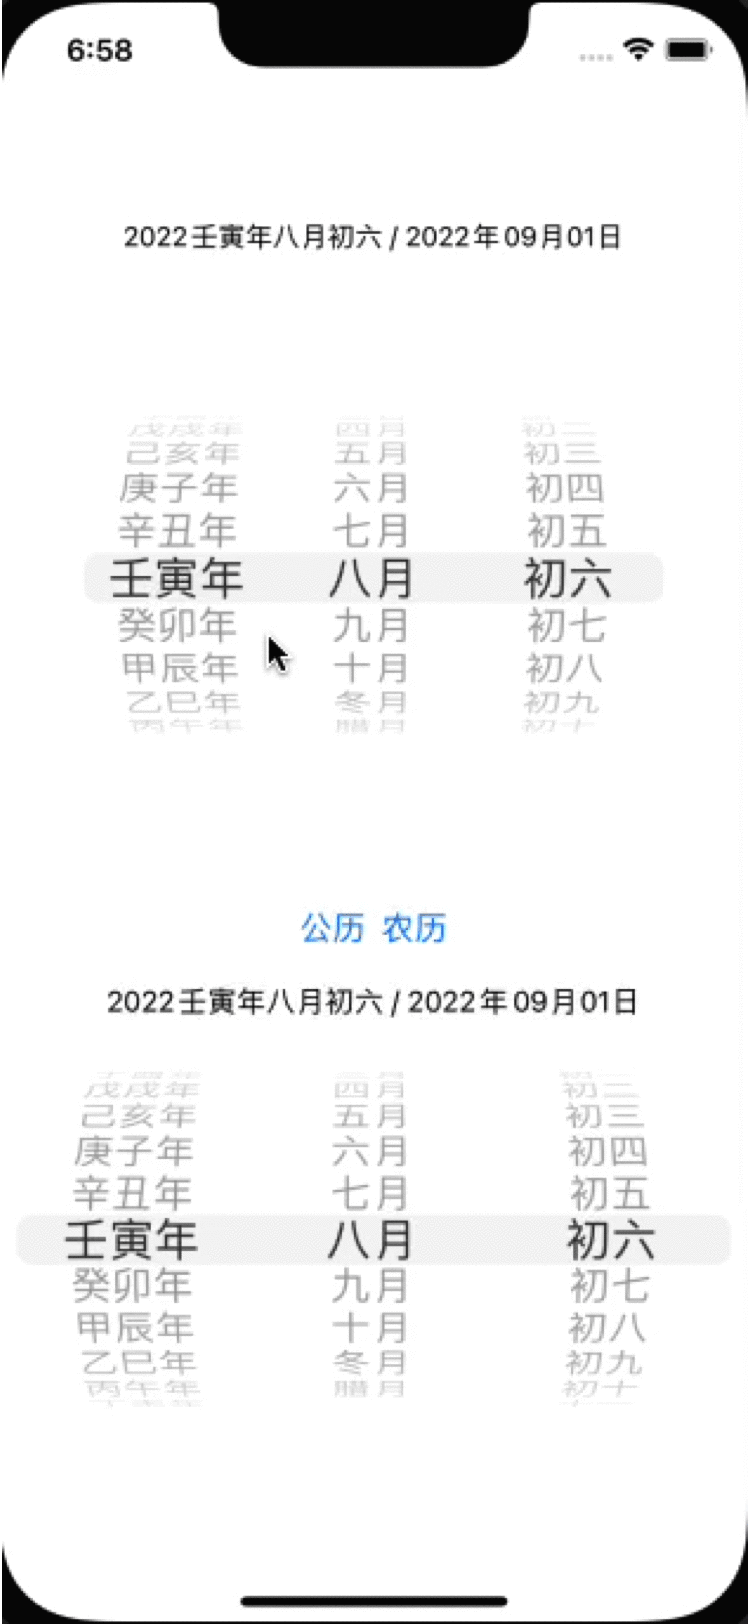 6:58
2022壬寅年八月初六 / 2022年09月01日
戊戌年 四月 初二
己亥年 五月 初三
庚子年 六月 初四
辛丑年 七月 初五
壬寅年 八月 初六
癸卯年 九月 初七
甲辰年 十月 初八
乙巳年 冬月 初九
丙午年 腊月 初十
公历 农历
2022壬寅年八月初六 / 2022年09月01日
戊戌年 四月 初二
己亥年 五月 初三
庚子年 六月 初四
辛丑年 七月 初五
壬寅年 八月 初六
癸卯年 九月 初七
甲辰年 十月 初八
乙巳年 冬月 初九
丙午年 腊月 初十